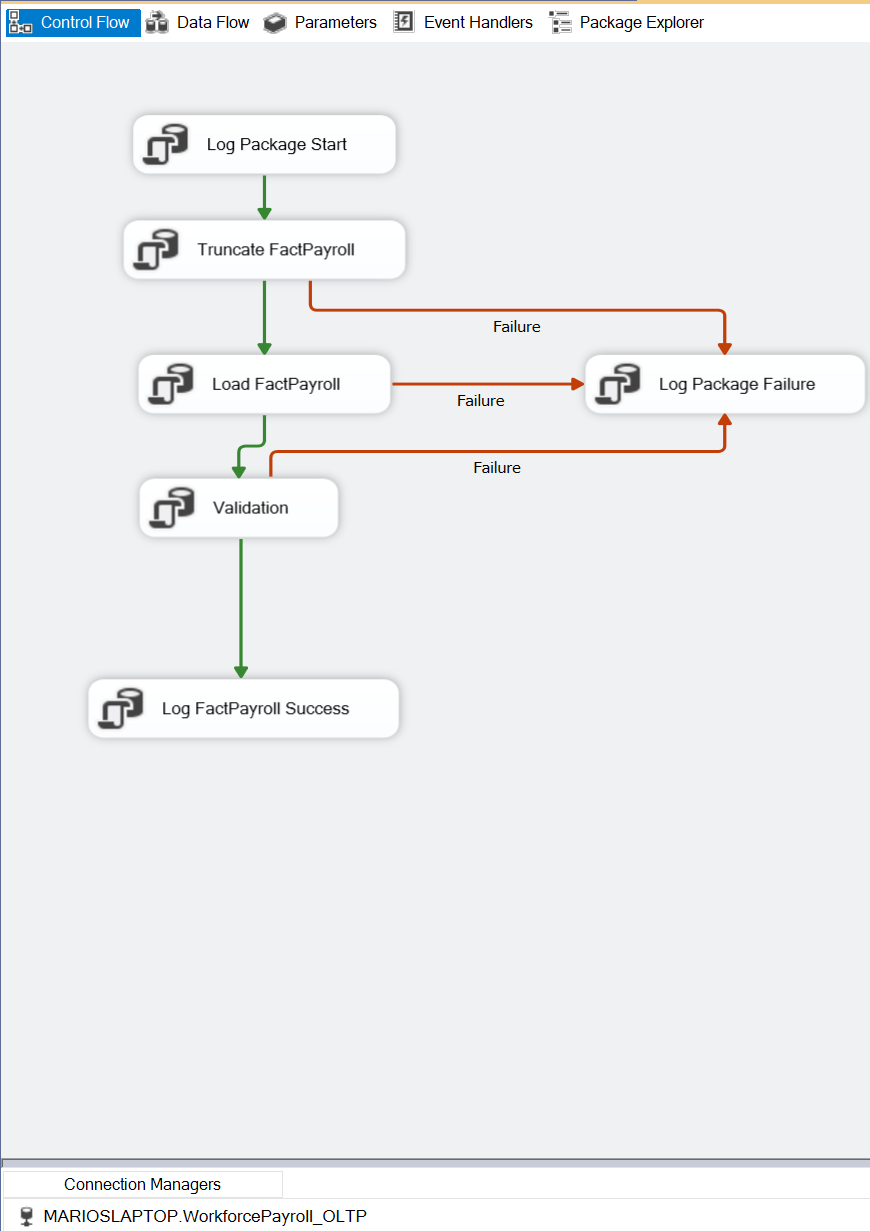 Control Flow Data Flow Parameters Event Handlers Package Explorer
Log Package Start
Truncate FactPayroll
Failure
Load FactPayroll
Failure
Log Package Failure
Failure
Validation
Log FactPayroll Success
Connection Managers
MARIOSLAPTOP.WorkforcePayroll_OLTP